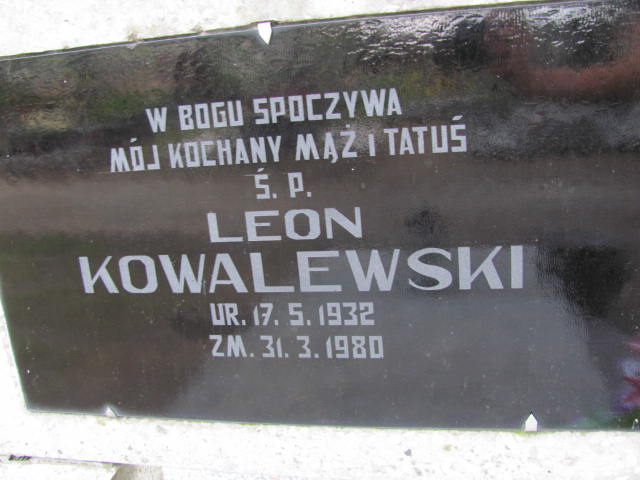 W BOGU SPOCZYWA
MÓJ KOCHANY MĄŻ I TATUŚ
Ś. P.
LEON
KOWALEWSKI
UR. 17. 5. 1932
ZM. 31. 3. 1980